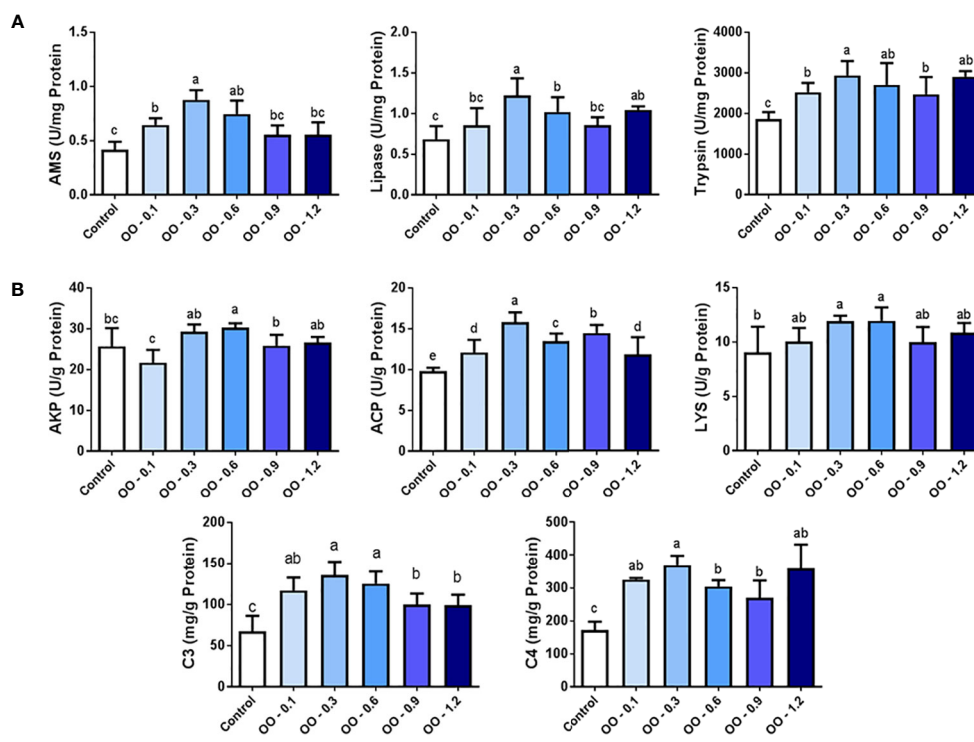 A
AMS (U/mg Protein
1.5
1.0
0.5
0.0
c
b
a
ab
bc
bc
Control
OO - 0.1
OO - 0.3
OO - 0.6
OO - 0.9
OO - 1.2
Lipase (U/mg Protein)
2.0
1.5
1.0
0.5
0.0
c
bc
a
b
bc
ab
Control
OO - 0.1
OO - 0.3
OO - 0.6
OO - 0.9
OO - 1.2
Trypsin (U/mg Protein)
4000
3000
2000
1000
0
c
b
a
ab
b
ab
Control
OO - 0.1
OO - 0.3
OO - 0.6
OO - 0.9
OO - 1.2
B
AKP (U/g Protein)
40
30
20
10
0
bc
c
ab
a
b
ab
Control
OO - 0.1
OO - 0.3
OO - 0.6
OO - 0.9
OO - 1.2
ACP (U/g Protein)
20
15
10
5
0
e
d
a
c
b
d
Control
OO - 0.1
OO - 0.3
OO - 0.6
OO - 0.9
OO - 1.2
LYS (U/g Protein)
15
10
5
0
b
ab
a
a
ab
ab
Control
OO - 0.1
OO - 0.3
OO - 0.6
OO - 0.9
OO - 1.2
C3 (mg/g Protein)
200
150
100
50
0
c
ab
a
a
b
b
Control
OO - 0.1
OO - 0.3
OO - 0.6
OO - 0.9
OO - 1.2
C4 (mg/g Protein)
500
400
300
200
100
0
c
ab
a
b
b
ab
Control
OO - 0.1
OO - 0.3
OO - 0.6
OO - 0.9
OO - 1.2